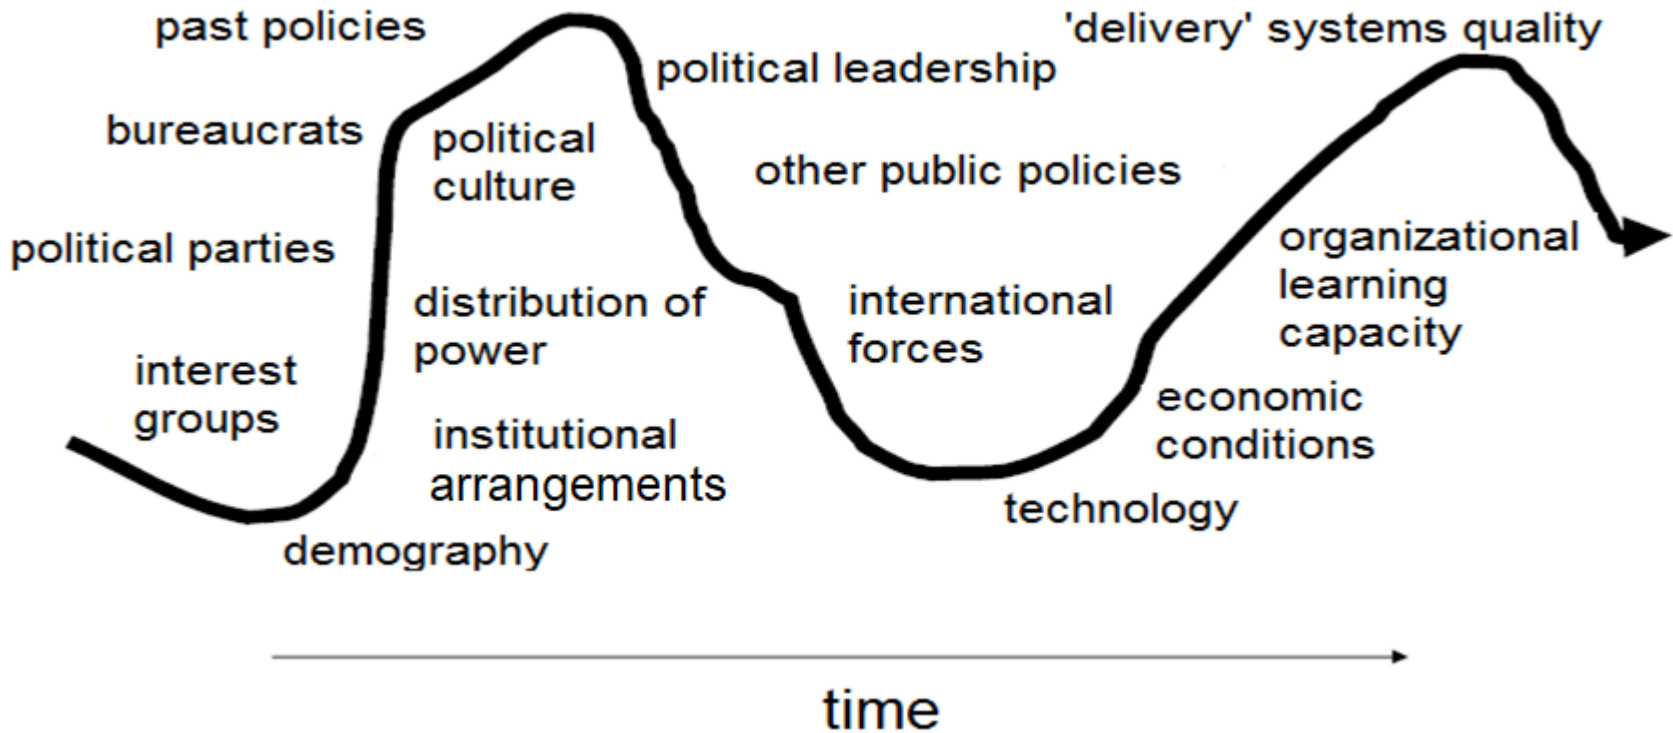 past policies
'delivery' systems quality
political leadership
bureaucrats
political
culture
other public policies
political parties
organizational
learning
capacity
distribution of
power
international
forces
interest
groups
economic
conditions
institutional
arrangements
technology
demography
time